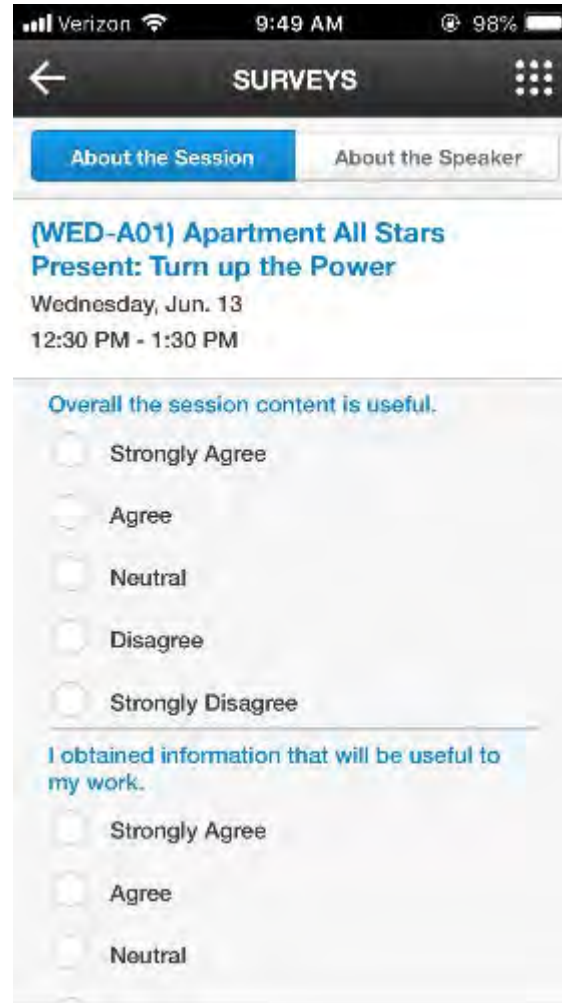 Verizon 9:49 AM 98%
SURVEYS
About the Session About the Speaker
(WED-A01) Apartment All Stars
Present: Turn up the Power
Wednesday, Jun. 13
12:30 PM - 1:30 PM
Overall the session content is useful.
Strongly Agree
Agree
Neutral
Disagree
Strongly Disagree
I obtained information that will be useful to
my work.
Strongly Agree
Agree
Neutral